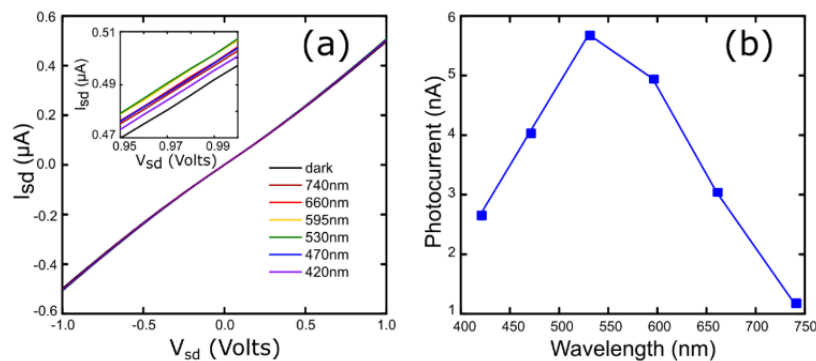 (a)
0.6
0.4
0.2
0.0
-0.2
-0.4
-0.6
I_sd (µA)
-1.0 -0.5 0.0 0.5 1.0
V_sd (Volts)
0.51
0.49
0.47
I_sd (µA)
0.95 0.97 0.99
V_sd (Volts)
dark
740nm
660nm
595nm
530nm
470nm
420nm
(b)
6
5
4
3
2
1
Photocurrent (nA)
400 450 500 550 600 650 700 750
Wavelength (nm)